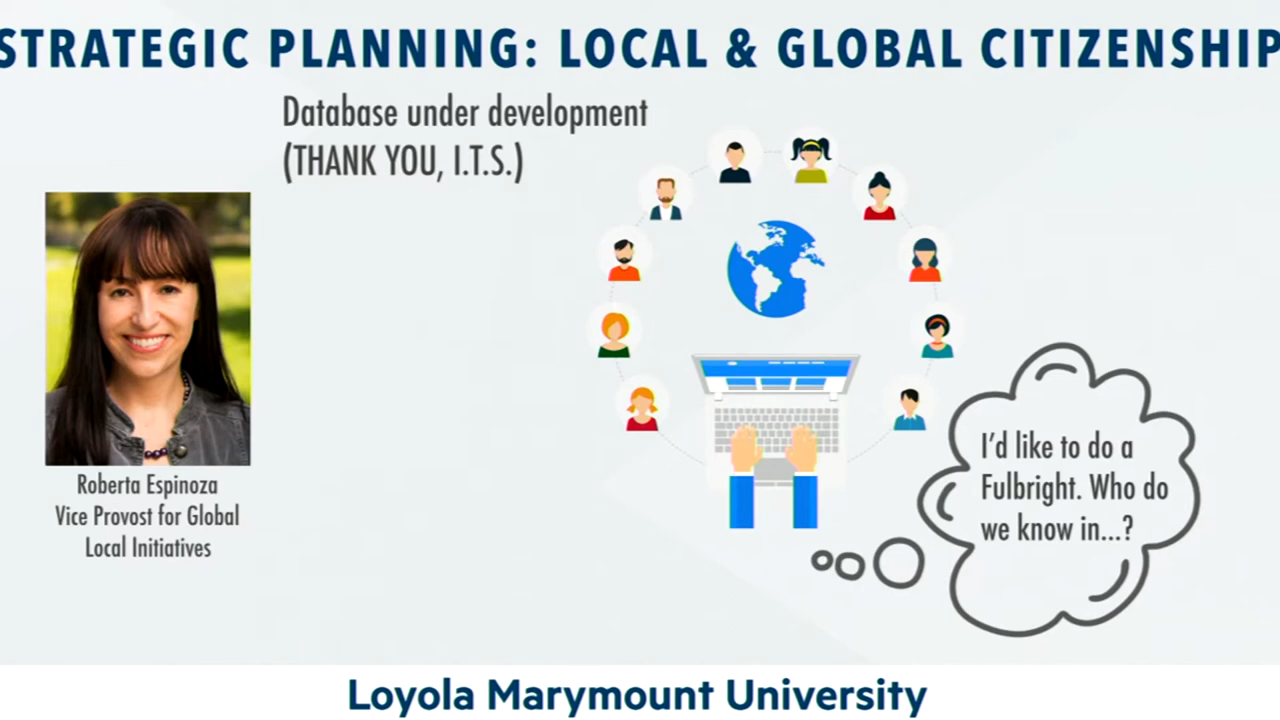 STRATEGIC PLANNING: LOCAL & GLOBAL CITIZENSHIP
Database under development
(THANK YOU, I.T.S.)
Roberta Espinoza
Vice Provost for Global
Local Initiatives
I'd like to do a
Fulbright. Who do
we know in...?
Loyola Marymount University